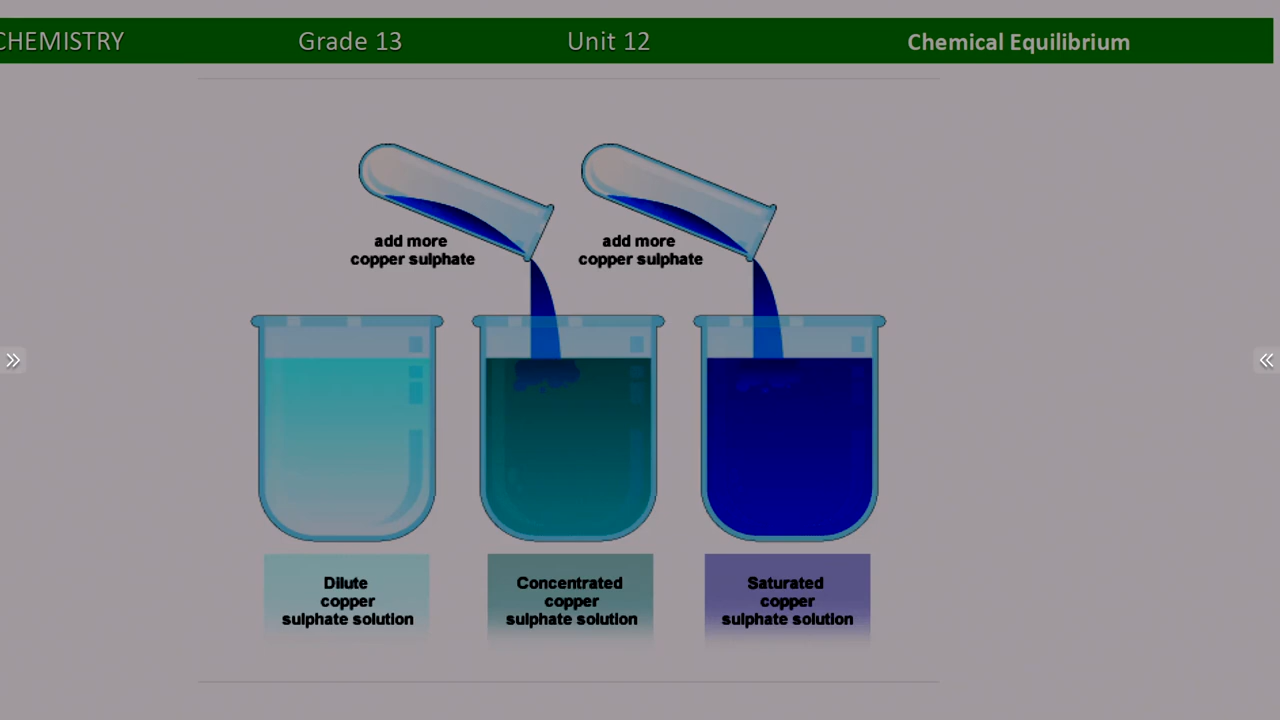 CHEMISTRY Grade 13 Unit 12 Chemical Equilibrium
add more
copper sulphate
add more
copper sulphate
Dilute
copper
sulphate solution
Concentrated
copper
sulphate solution
Saturated
copper
sulphate solution